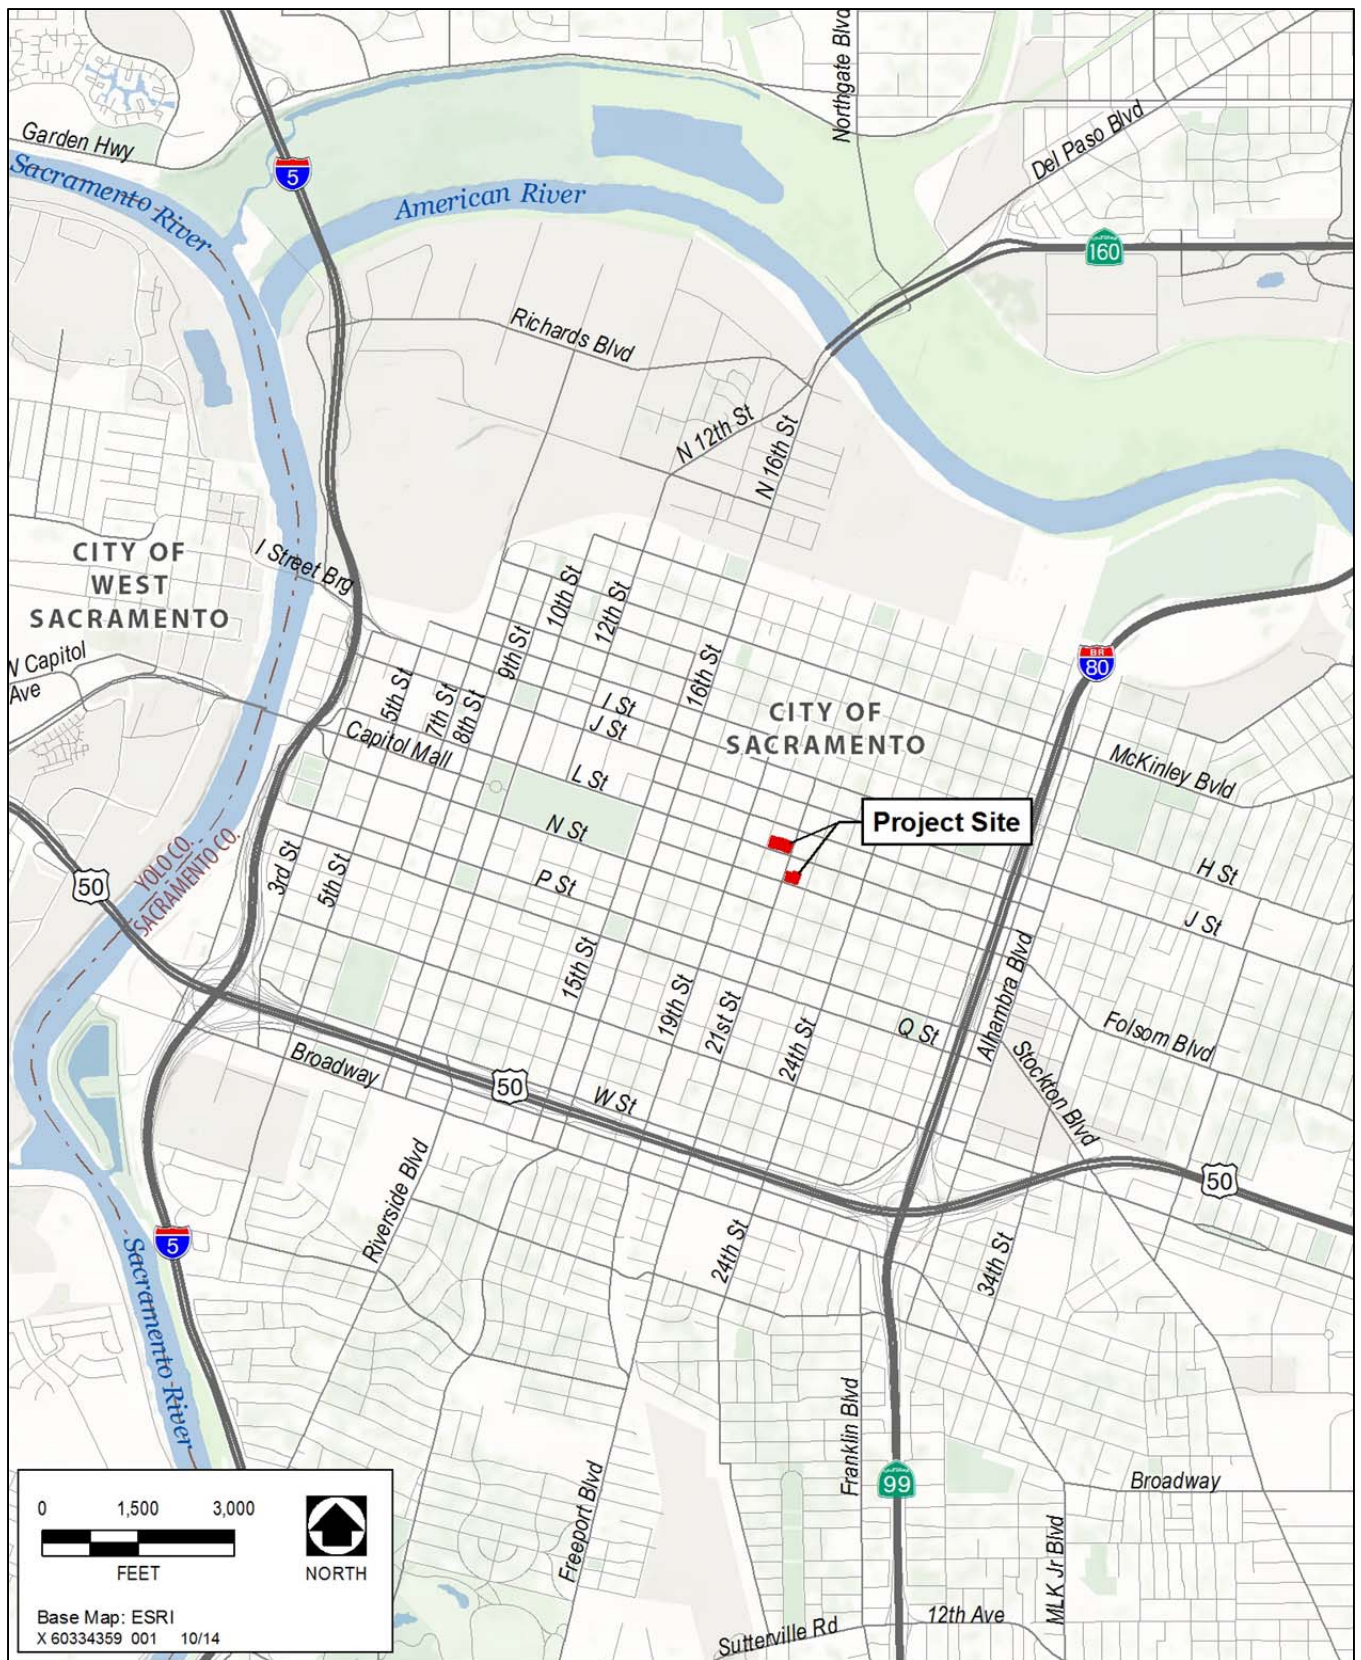 Northgate Blvd
Garden Hwy
Del Paso Blvd
Sacramento River
5
American River
160
Richards Blvd
N 12th St
N 16th St
CITY OF
WEST
SACRAMENTO
I Street Brg
10th St
12th St
9th St
BR
80
W Capitol
Ave
5th St
7th St
8th St
16th St
I St
J St
CITY OF
SACRAMENTO
McKinley Bvld
Capitol Mall
L St
N St
Project Site
H St
YOLO CO.
SACRAMENTO CO.
3rd St
5th St
P St
50
J St
15th St
19th St
21st St
24th St
Q St
Alhambra Blvd
Folsom Blvd
Stockton Blvd
Broadway
50
W St
Riverside Blvd
50
5
24th St
34th St
Sacramento River
Franklin Blvd
99
Broadway
Freeport Blvd
MLK Jr Blvd
12th Ave
Sutterville Rd
0 1,500 3,000
FEET
NORTH
Base Map: ESRI
X 60334359 001 10/14